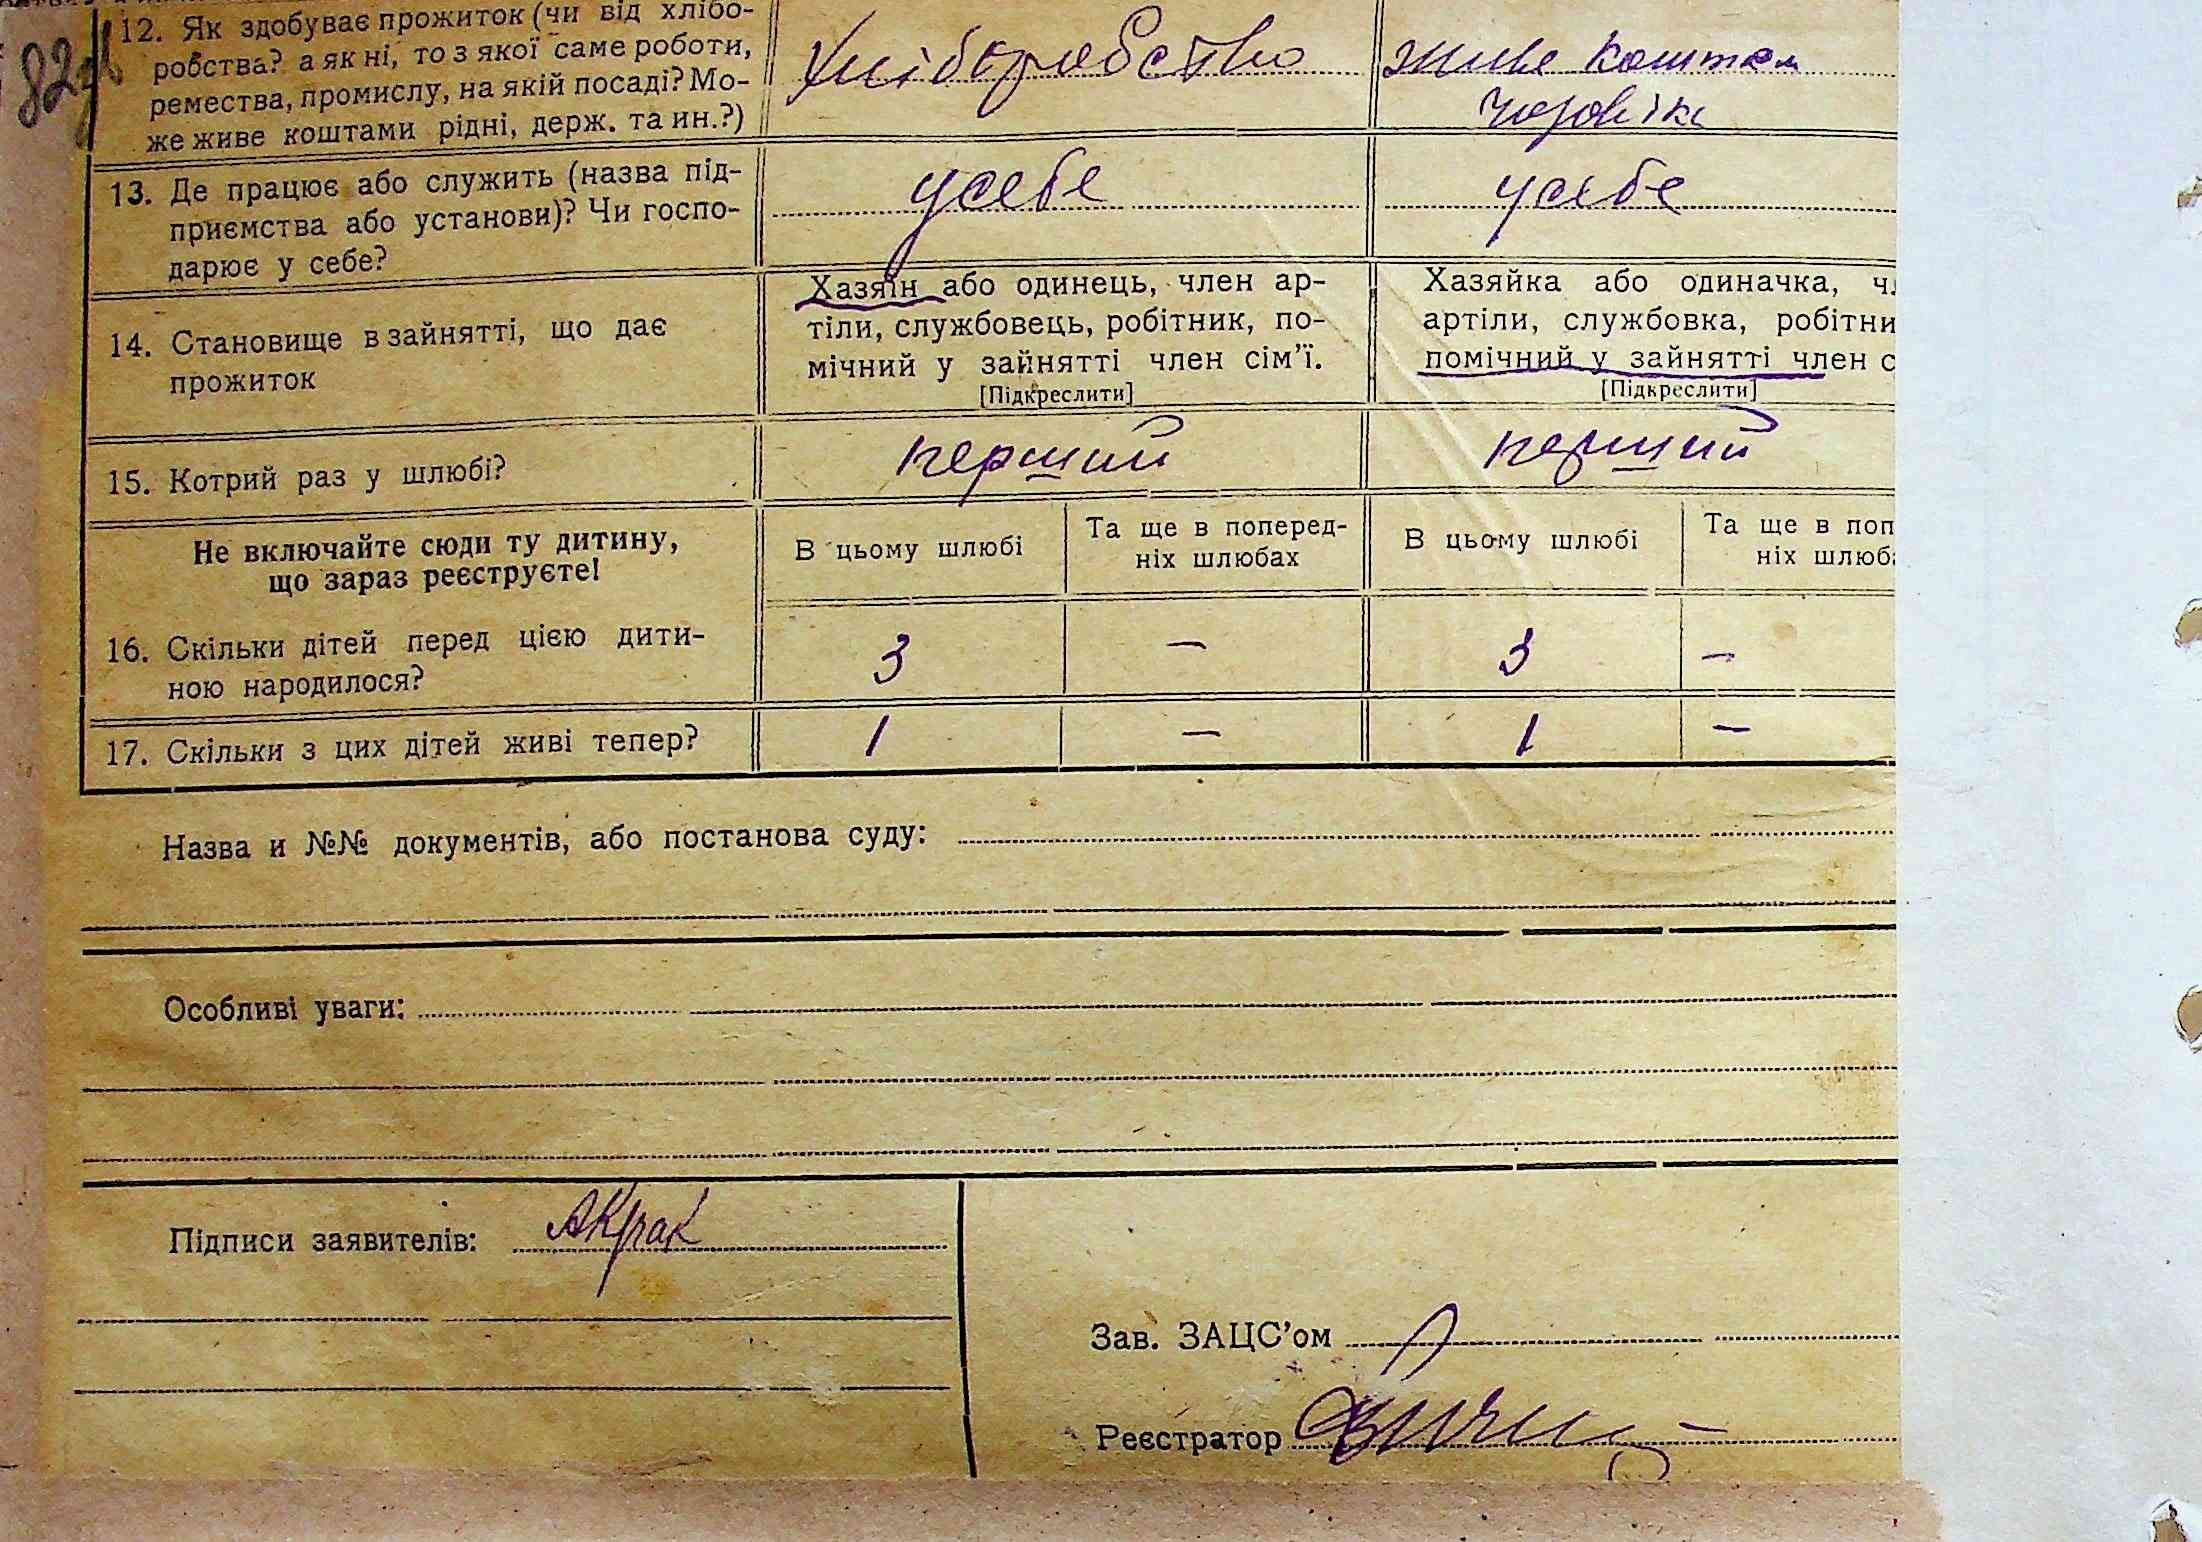 82
12. Як здобуває прожиток (чи від хлібо- Хліборобство живе коштом
робства? а як ні, то з якої саме роботи, чоловіка
ремества, промислу, на якій посаді? Мо-
же живе коштами рідні, держ. та ин.?)
13. Де працює або служить (назва під- у себе у себе
приємства або установи)? Чи госпо-
дарює у себе?
14. Становище в зайнятті, що дає
прожиток
Хазяїн або одинець, член ар-
тіли, службовець, робітник, по-
мічний у зайнятті член сім'ї.
[Підкреслити]
Хазяйка або одиначка, чл
артіли, службовка, робітни
помічний у зайнятті член с
[Підкреслити]
15. Котрий раз у шлюбі? перший перший
Не включайте сюди ту дитину,
що зараз реєструєте!
В цьому шлюбі
Та ще в поперед-
ніх шлюбах
В цьому шлюбі
Та ще в поп
ніх шлюба
16. Скільки дітей перед цією дити- 3 — 3 —
ною народилося?
17. Скільки з цих дітей живі тепер? 1 — 1 —
Назва и №№ документів, або постанова суду:
Особливі уваги:
Підписи заявителів: АКрак
Зав. ЗАЦС'ом
Реєстратор